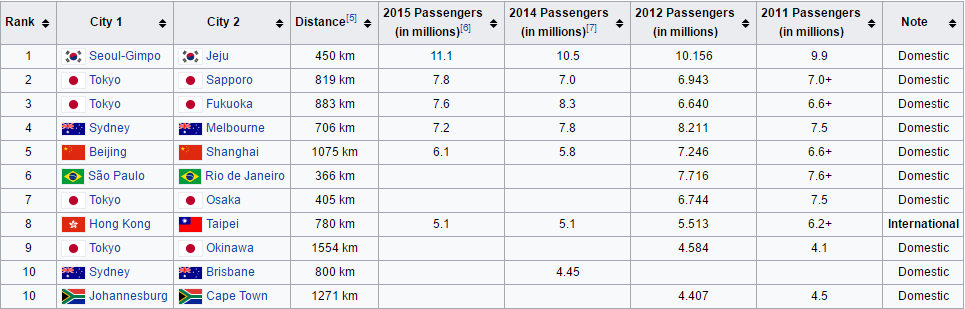 Rank City 1 City 2 Distance[5] 2015 Passengers (in millions)[6] 2014 Passengers (in millions)[7] 2012 Passengers (in millions) 2011 Passengers (in millions) Note
1 Seoul-Gimpo Jeju 450 km 11.1 10.5 10.156 9.9 Domestic
2 Tokyo Sapporo 819 km 7.8 7.0 6.943 7.0+ Domestic
3 Tokyo Fukuoka 883 km 7.6 8.3 6.640 6.6+ Domestic
4 Sydney Melbourne 706 km 7.2 7.8 8.211 7.5 Domestic
5 Beijing Shanghai 1075 km 6.1 5.8 7.246 6.6+ Domestic
6 São Paulo Rio de Janeiro 366 km 7.716 7.6+ Domestic
7 Tokyo Osaka 405 km 6.744 7.5 Domestic
8 Hong Kong Taipei 780 km 5.1 5.1 5.513 6.2+ International
9 Tokyo Okinawa 1554 km 4.584 4.1 Domestic
10 Sydney Brisbane 800 km 4.45 Domestic
10 Johannesburg Cape Town 1271 km 4.407 4.5 Domestic